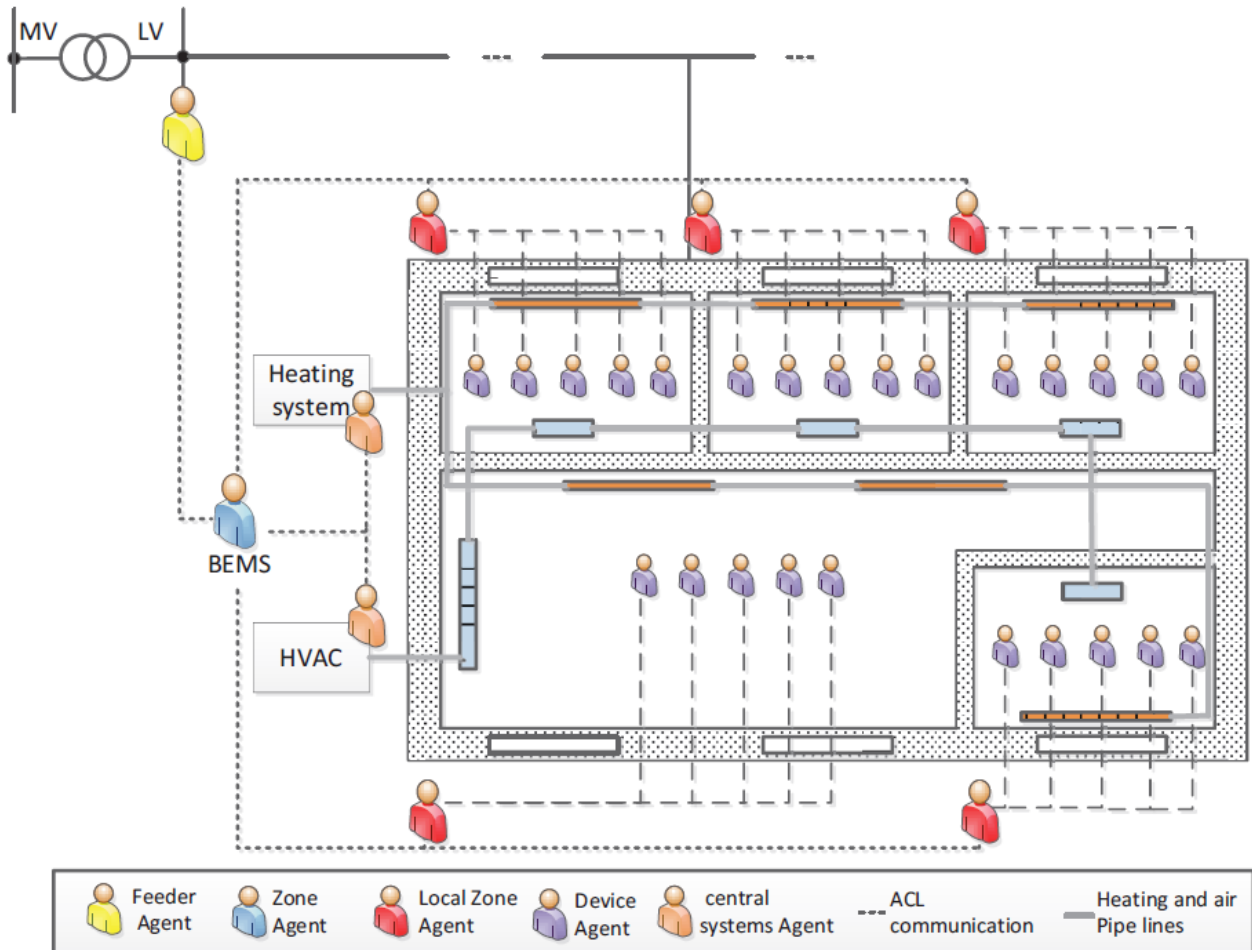 MV
LV
Heating
system
BEMS
HVAC
Feeder
Agent
Zone
Agent
Local Zone
Agent
Device
Agent
central
systems Agent
ACL
communication
Heating and air
Pipe lines